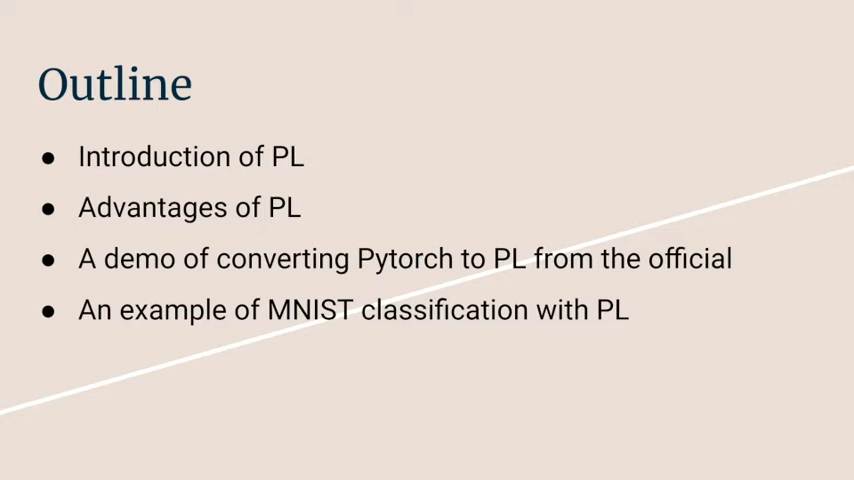 Outline
● Introduction of PL
● Advantages of PL
● A demo of converting Pytorch to PL from the official
● An example of MNIST classification with PL